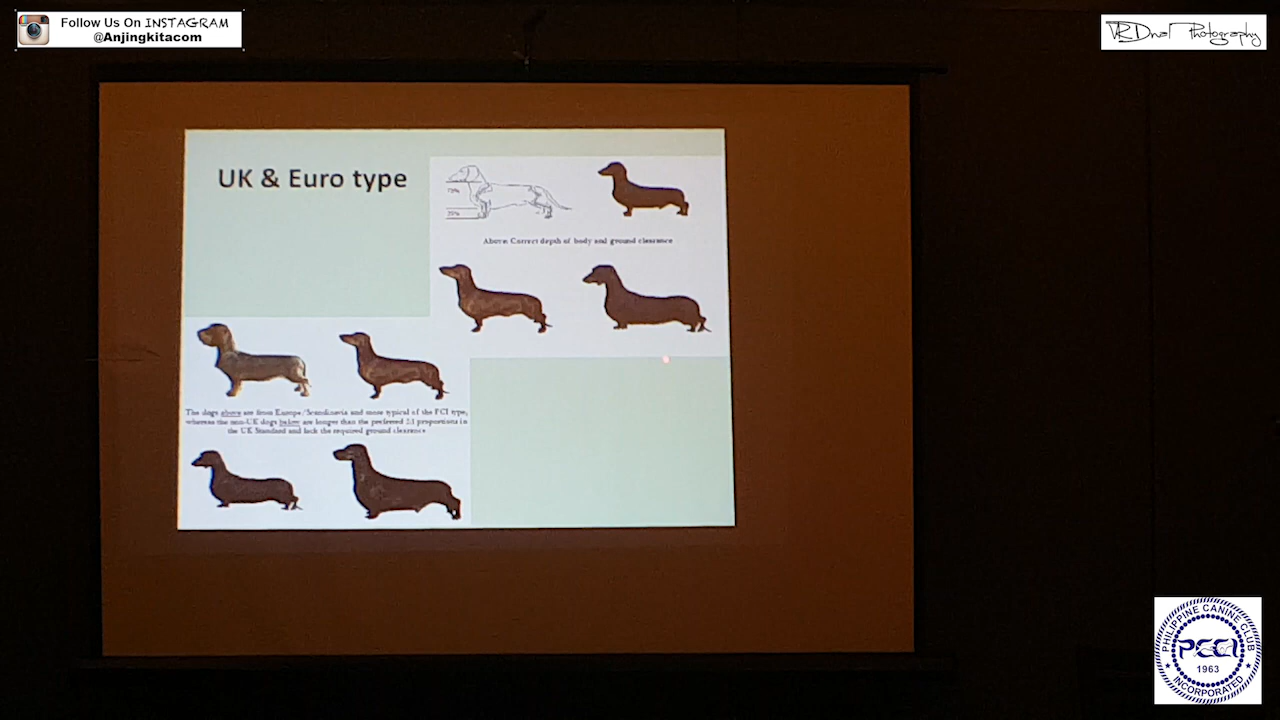 Follow Us On INSTAGRAM
@Anjingkitacom
VRDnal Photography
UK & Euro type
75%
Above: Correct depth of body and ground clearance
The dogs above are from Europe/Scandinavia and more typical of the FCI type,
whereas the non-UK dogs below are longer than the preferred 2:1 proportions in
the UK Standard and lack the required ground clearance
PHILIPPINE CANINE CLUB
PCCI
1963
INCORPORATED